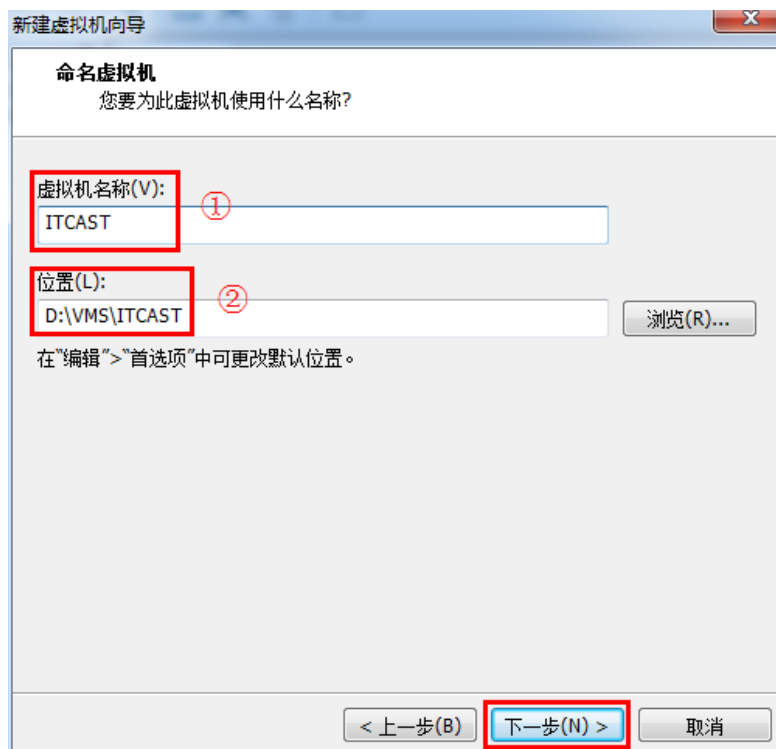 新建虚拟机向导
命名虚拟机
您要为此虚拟机使用什么名称?
虚拟机名称(V):
①
ITCAST
位置(L):
②
D:\VMS\ITCAST
浏览(R)...
在"编辑">"首选项"中可更改默认位置。
< 上一步(B)
下一步(N) >
取消